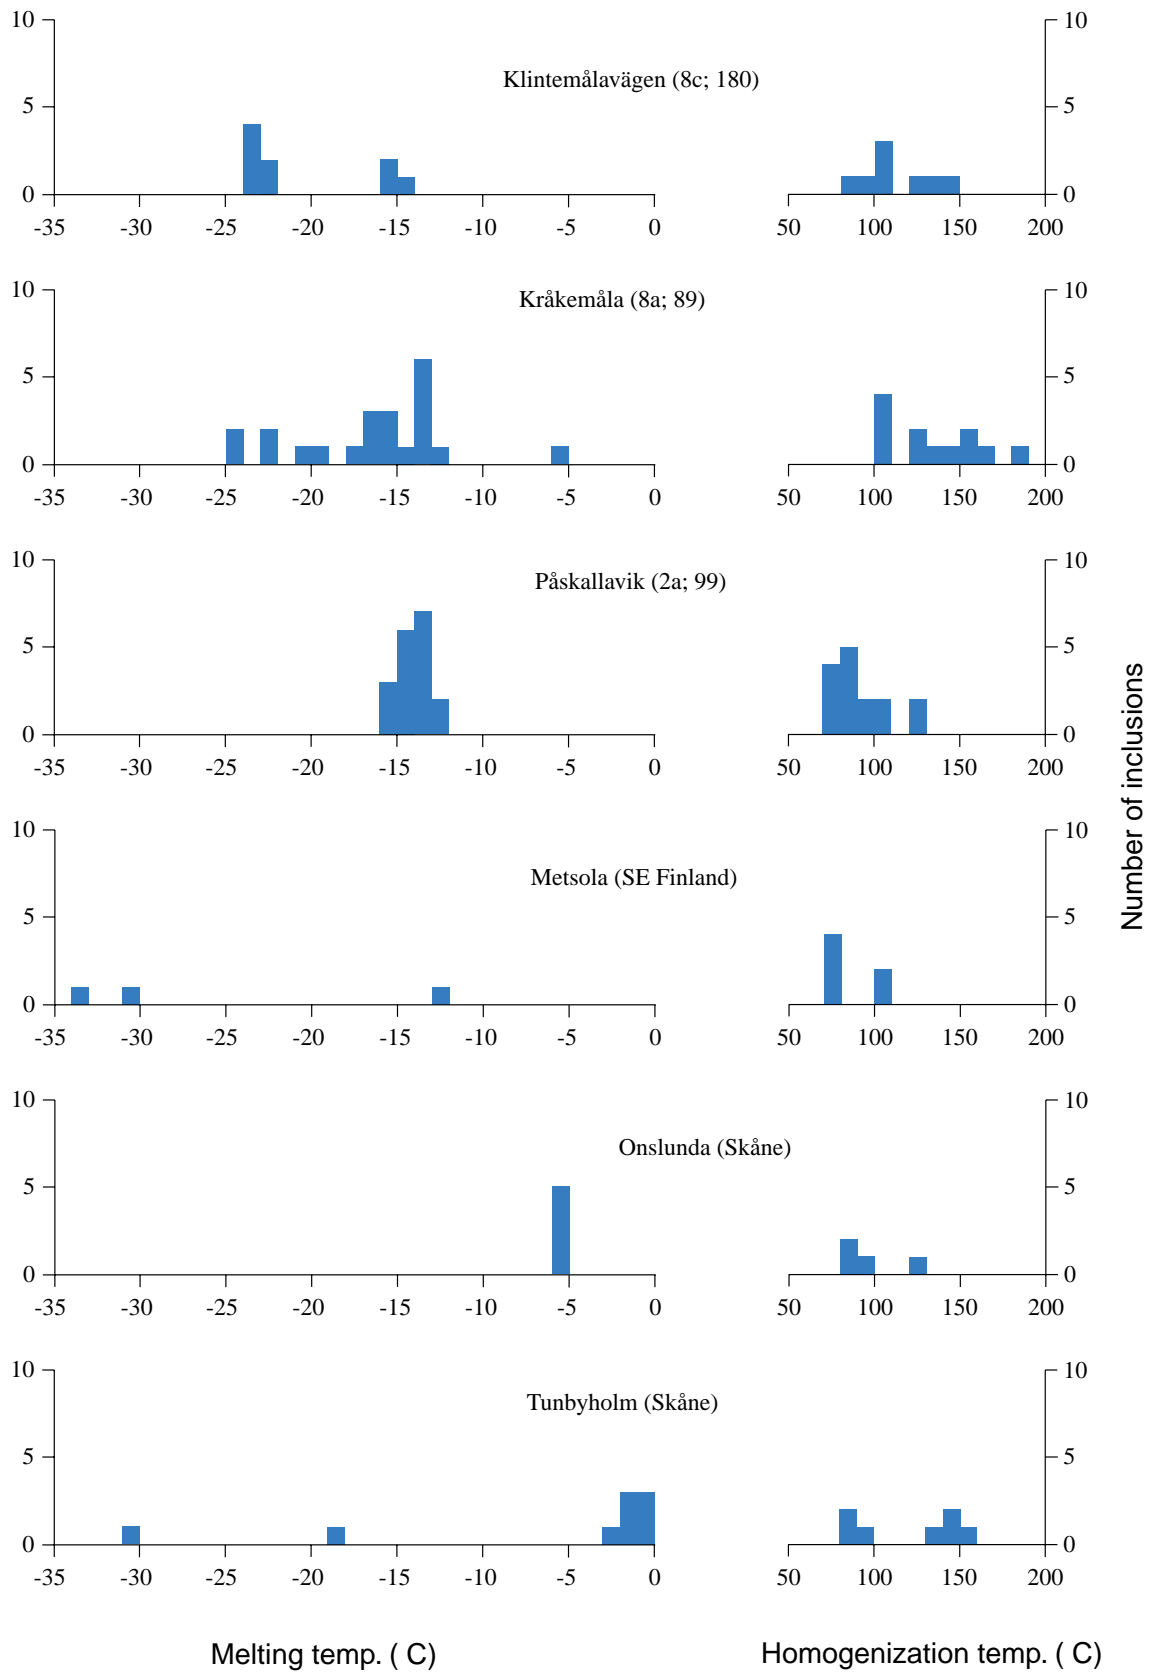 10 10
Klintemålavägen (8c; 180)
5 5
0 0
-35 -30 -25 -20 -15 -10 -5 0 50 100 150 200
10 10
Kråkemåla (8a; 89)
5 5
0 0
-35 -30 -25 -20 -15 -10 -5 0 50 100 150 200
10 10
Påskallavik (2a; 99)
5 5
0 0
-35 -30 -25 -20 -15 -10 -5 0 50 100 150 200
10 10
Metsola (SE Finland)
5 5
0 0
-35 -30 -25 -20 -15 -10 -5 0 50 100 150 200
10 10
Onslunda (Skåne)
5 5
0 0
-35 -30 -25 -20 -15 -10 -5 0 50 100 150 200
10 10
Tunbyholm (Skåne)
5 5
0 0
-35 -30 -25 -20 -15 -10 -5 0 50 100 150 200
Number of inclusions
Melting temp. ( C) Homogenization temp. ( C)